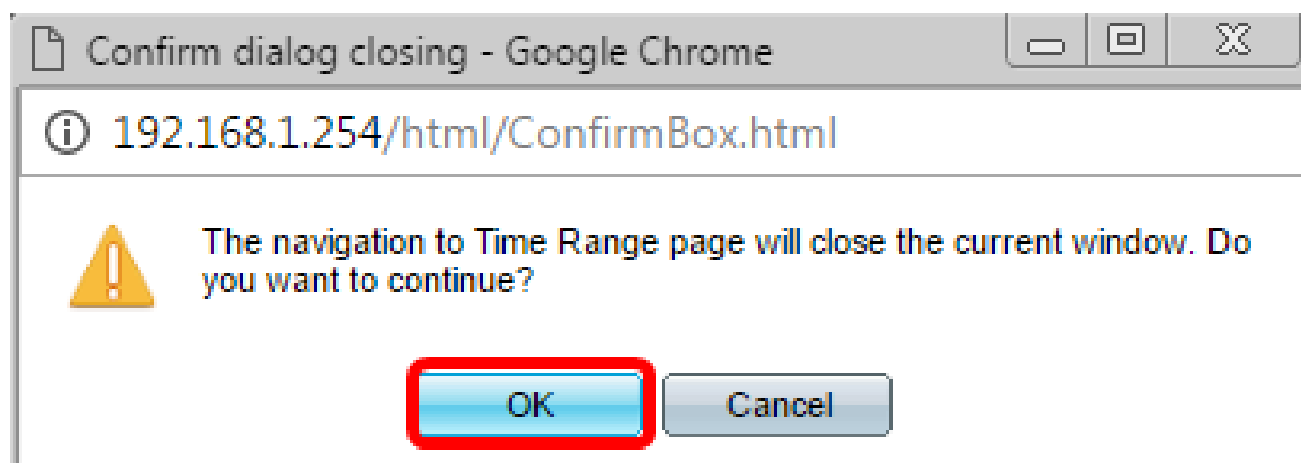 Confirm dialog closing - Google Chrome
192.168.1.254/html/ConfirmBox.html
The navigation to Time Range page will close the current window. Do
you want to continue?
OK Cancel